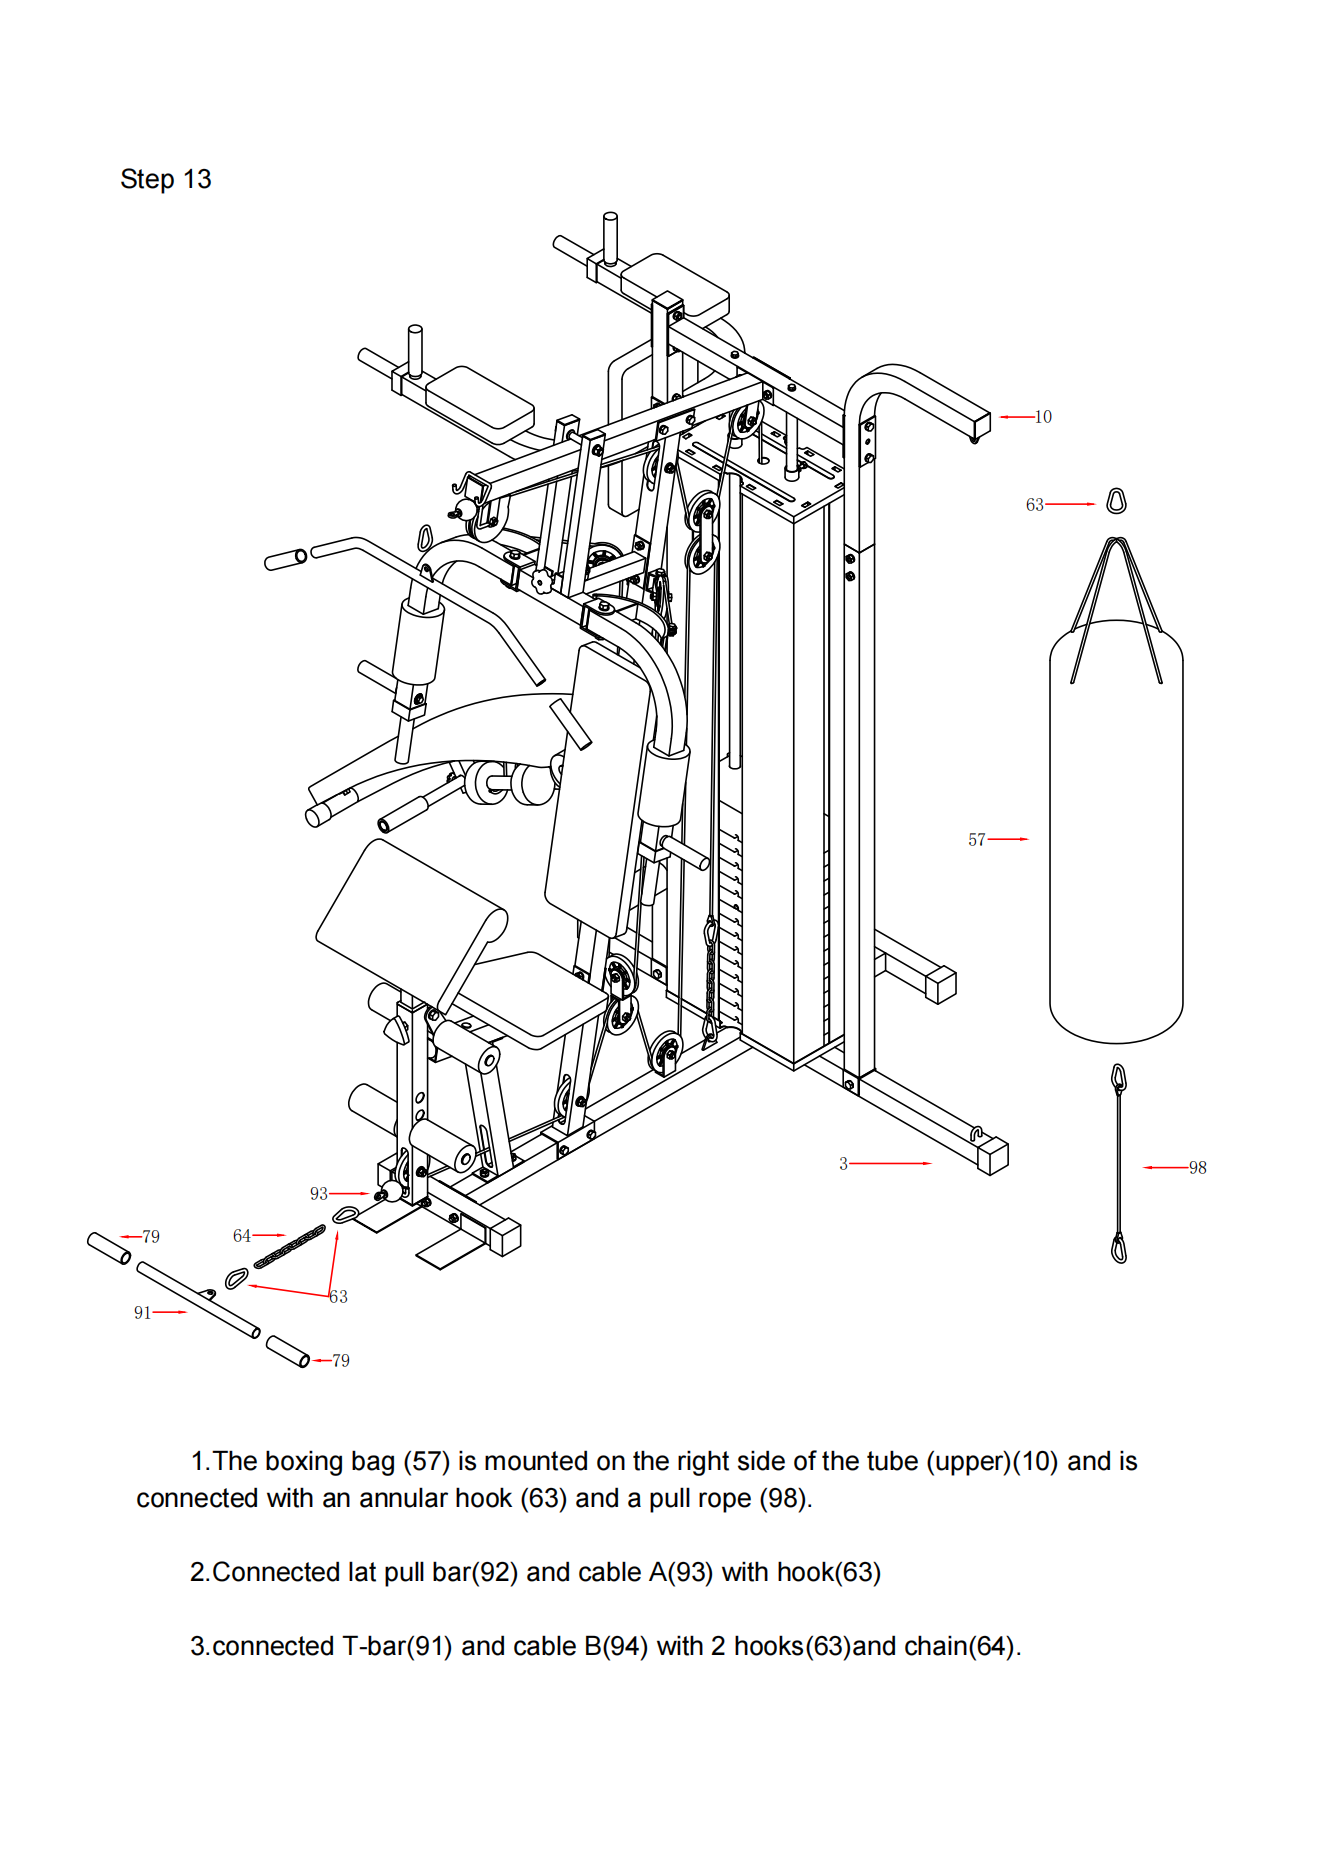 Step 13
10
63
57
3
98
93
64
79
63
91
79
1.The boxing bag (57) is mounted on the right side of the tube (upper)(10) and is
connected with an annular hook (63) and a pull rope (98).
2.Connected lat pull bar(92) and cable A(93) with hook(63)
3.connected T-bar(91) and cable B(94) with 2 hooks(63)and chain(64).